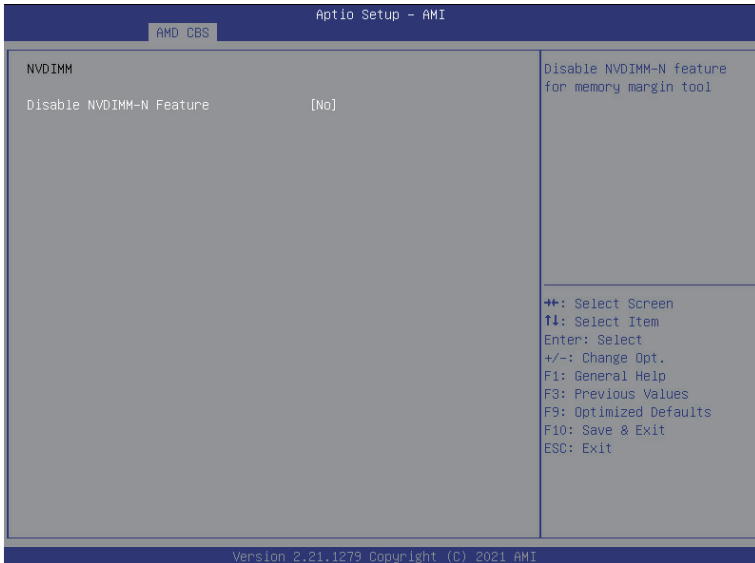 Aptio Setup – AMI
AMD CBS
NVDIMM
Disable NVDIMM-N Feature [No]
Disable NVDIMM-N feature
for memory margin tool
→←: Select Screen
↑↓: Select Item
Enter: Select
+/-: Change Opt.
F1: General Help
F3: Previous Values
F9: Optimized Defaults
F10: Save & Exit
ESC: Exit
Version 2.21.1279 Copyright (C) 2021 AMI